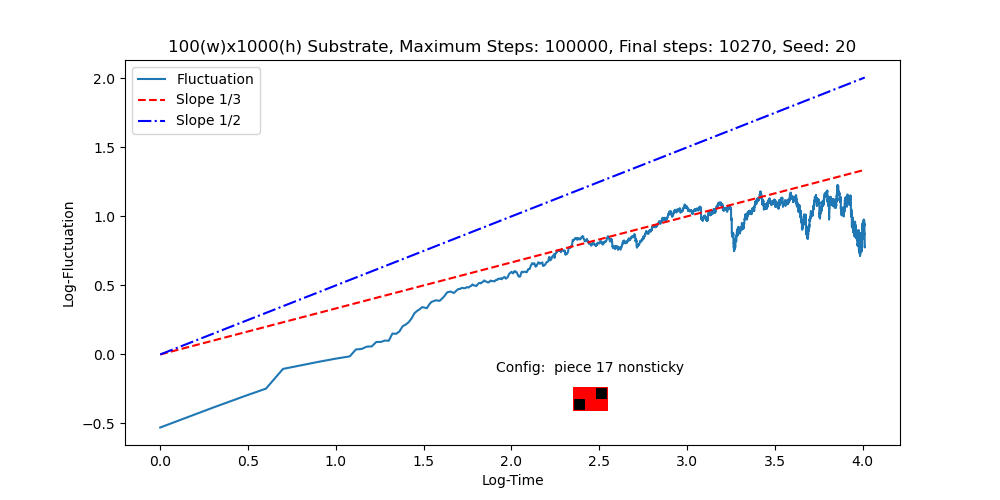 100(w)x1000(h) Substrate, Maximum Steps: 100000, Final steps: 10270, Seed: 20
Fluctuation
Slope 1/3
Slope 1/2
2.0
1.5
1.0
0.5
0.0
−0.5
Log-Fluctuation
Config:  piece 17 nonsticky
0.0 0.5 1.0 1.5 2.0 2.5 3.0 3.5 4.0
Log-Time